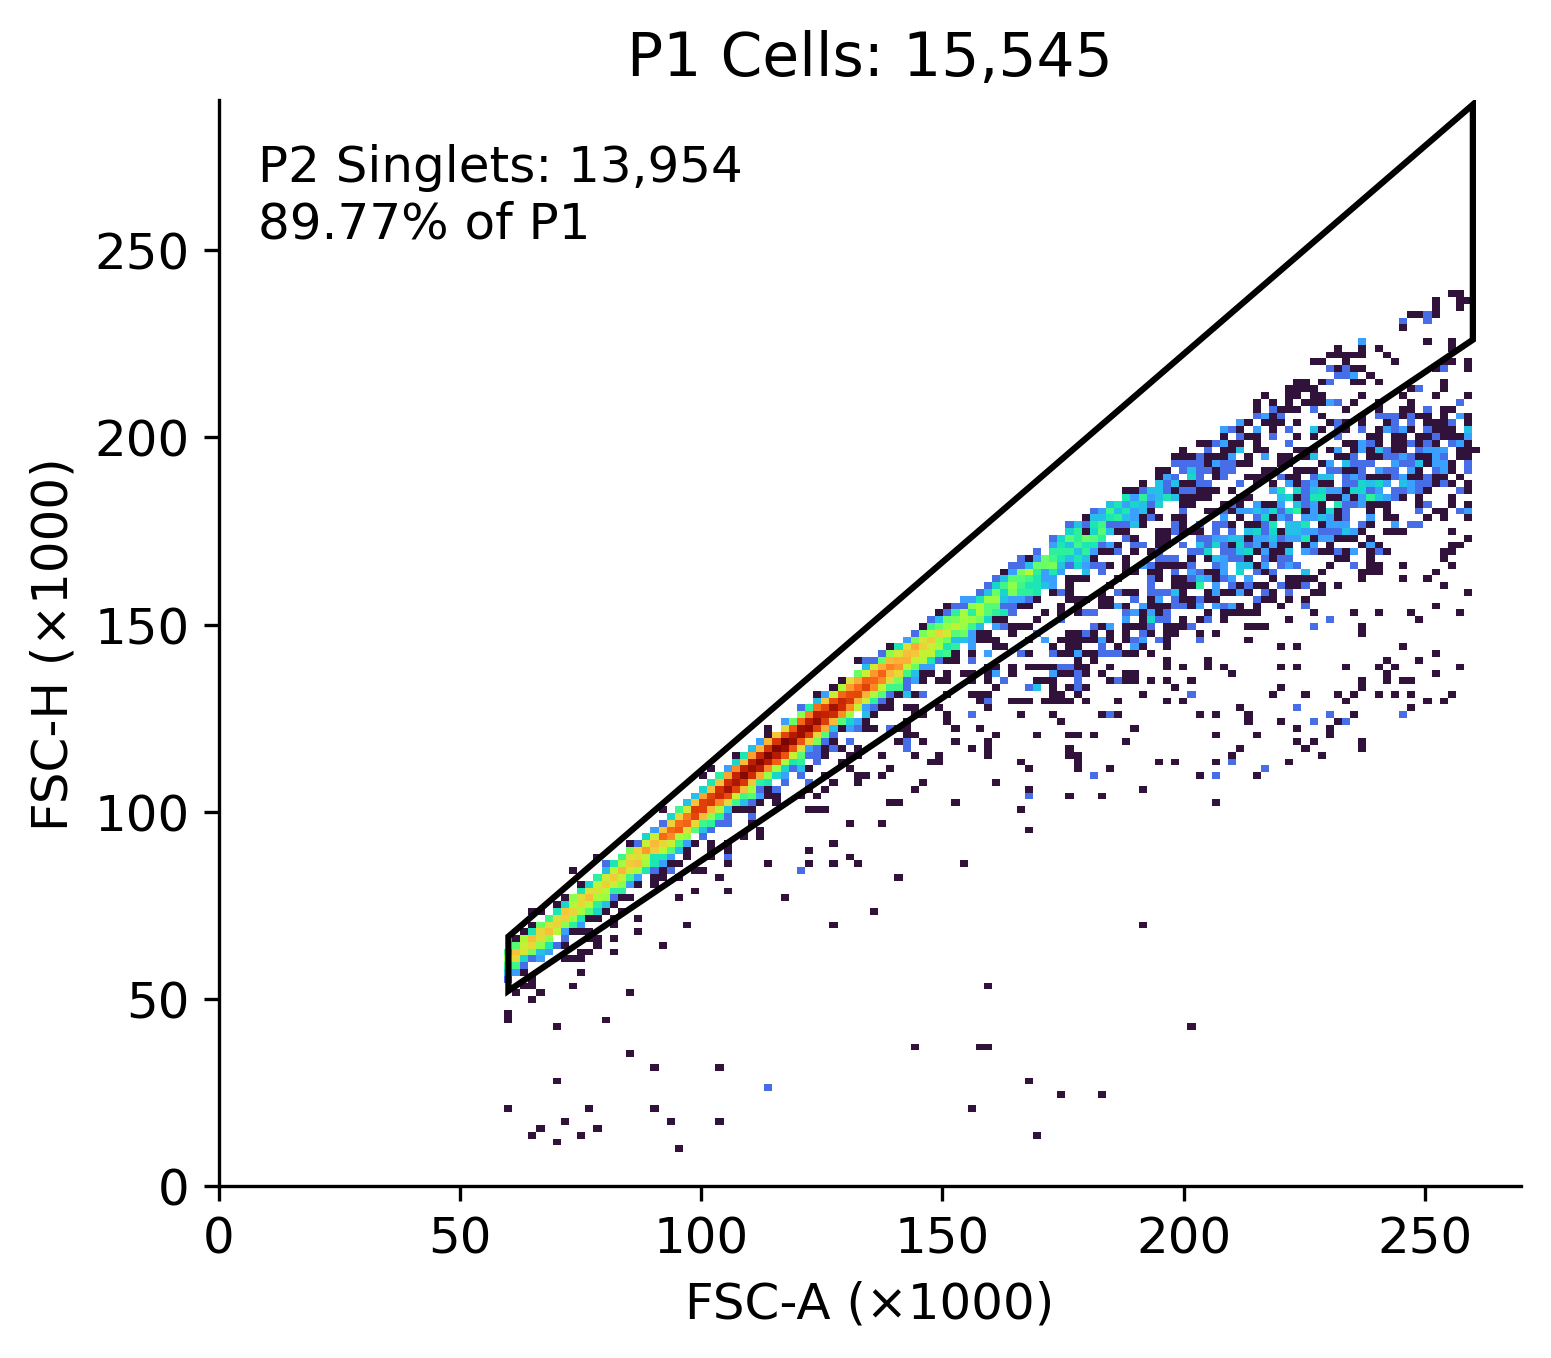 P1 Cells: 15,545
P2 Singlets: 13,954
89.77% of P1
FSC-H (×1000)
250
200
150
100
50
0
0 50 100 150 200 250
FSC-A (×1000)